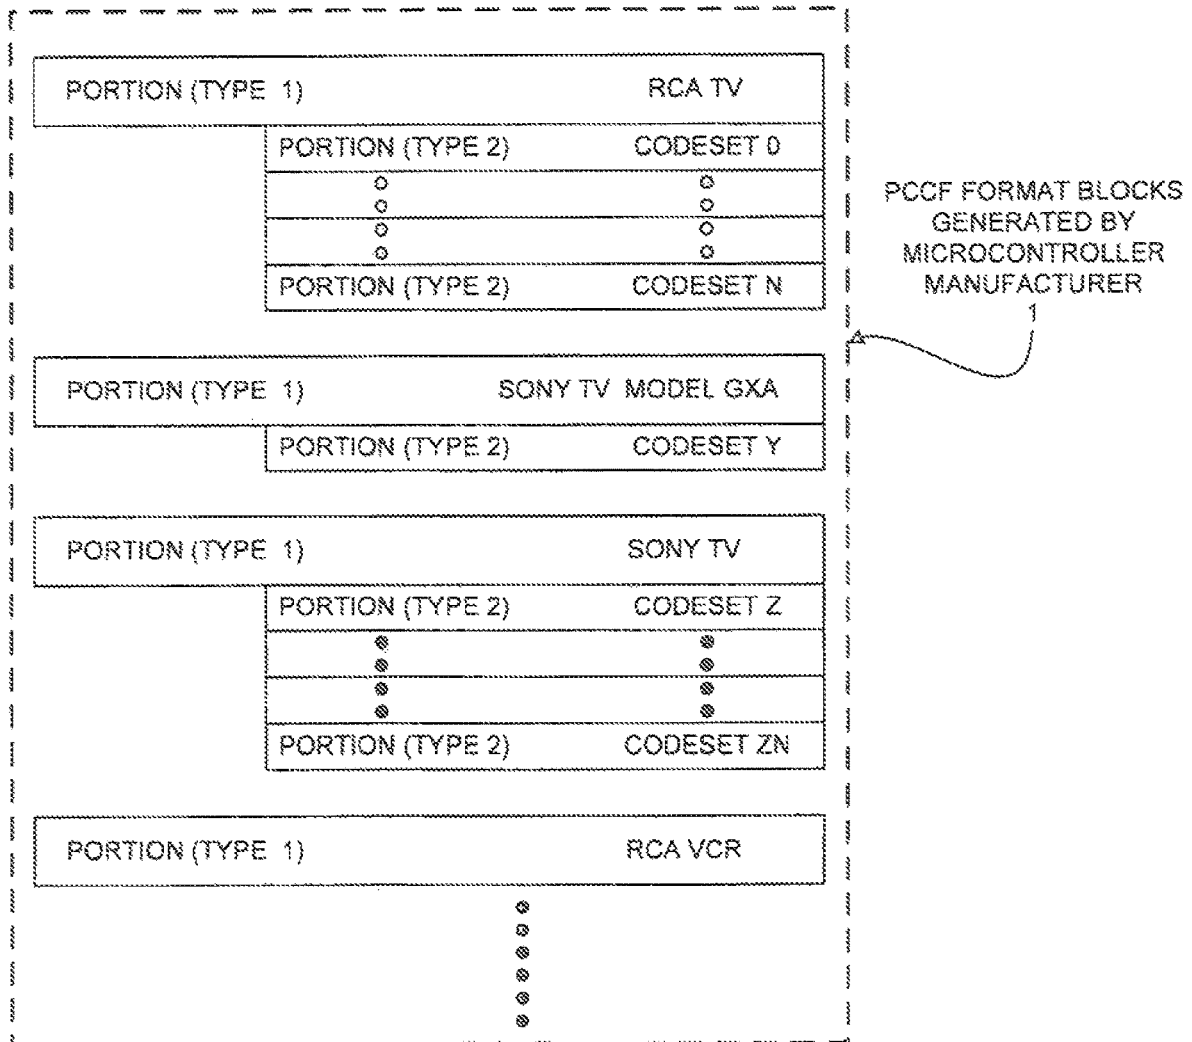 PORTION (TYPE 1) RCA TV
PORTION (TYPE 2) CODESET 0
PORTION (TYPE 2) CODESET N
PORTION (TYPE 1) SONY TV MODEL GXA
PORTION (TYPE 2) CODESET Y
PORTION (TYPE 1) SONY TV
PORTION (TYPE 2) CODESET Z
PORTION (TYPE 2) CODESET ZN
PORTION (TYPE 1) RCA VCR
PCCF FORMAT BLOCKS
GENERATED BY
MICROCONTROLLER
MANUFACTURER
1